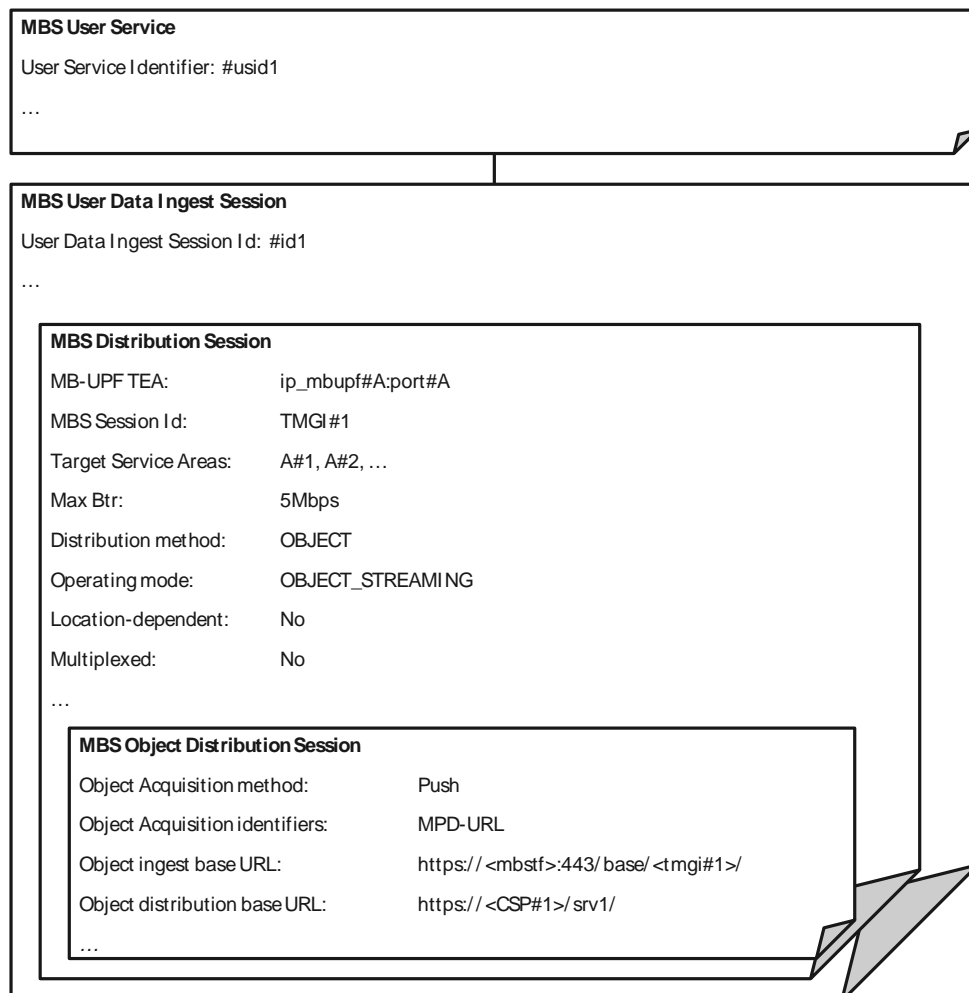 MBS User Service
User Service Identifier: #usid1
…
MBS User Data Ingest Session
User Data Ingest Session Id: #id1
…
MBS Distribution Session
MB-UPF TEA: ip_mbupf#A:port#A
MBS Session Id: TMGI#1
Target Service Areas: A#1, A#2, …
Max Btr: 5Mbps
Distribution method: OBJECT
Operating mode: OBJECT_STREAMING
Location-dependent: No
Multiplexed: No
…
MBS Object Distribution Session
Object Acquisition method: Push
Object Acquisition identifiers: MPD-URL
Object ingest base URL: https://<mbstf>:443/base/<tmgi#1>/
Object distribution base URL: https://<CSP#1>/srv1/
…